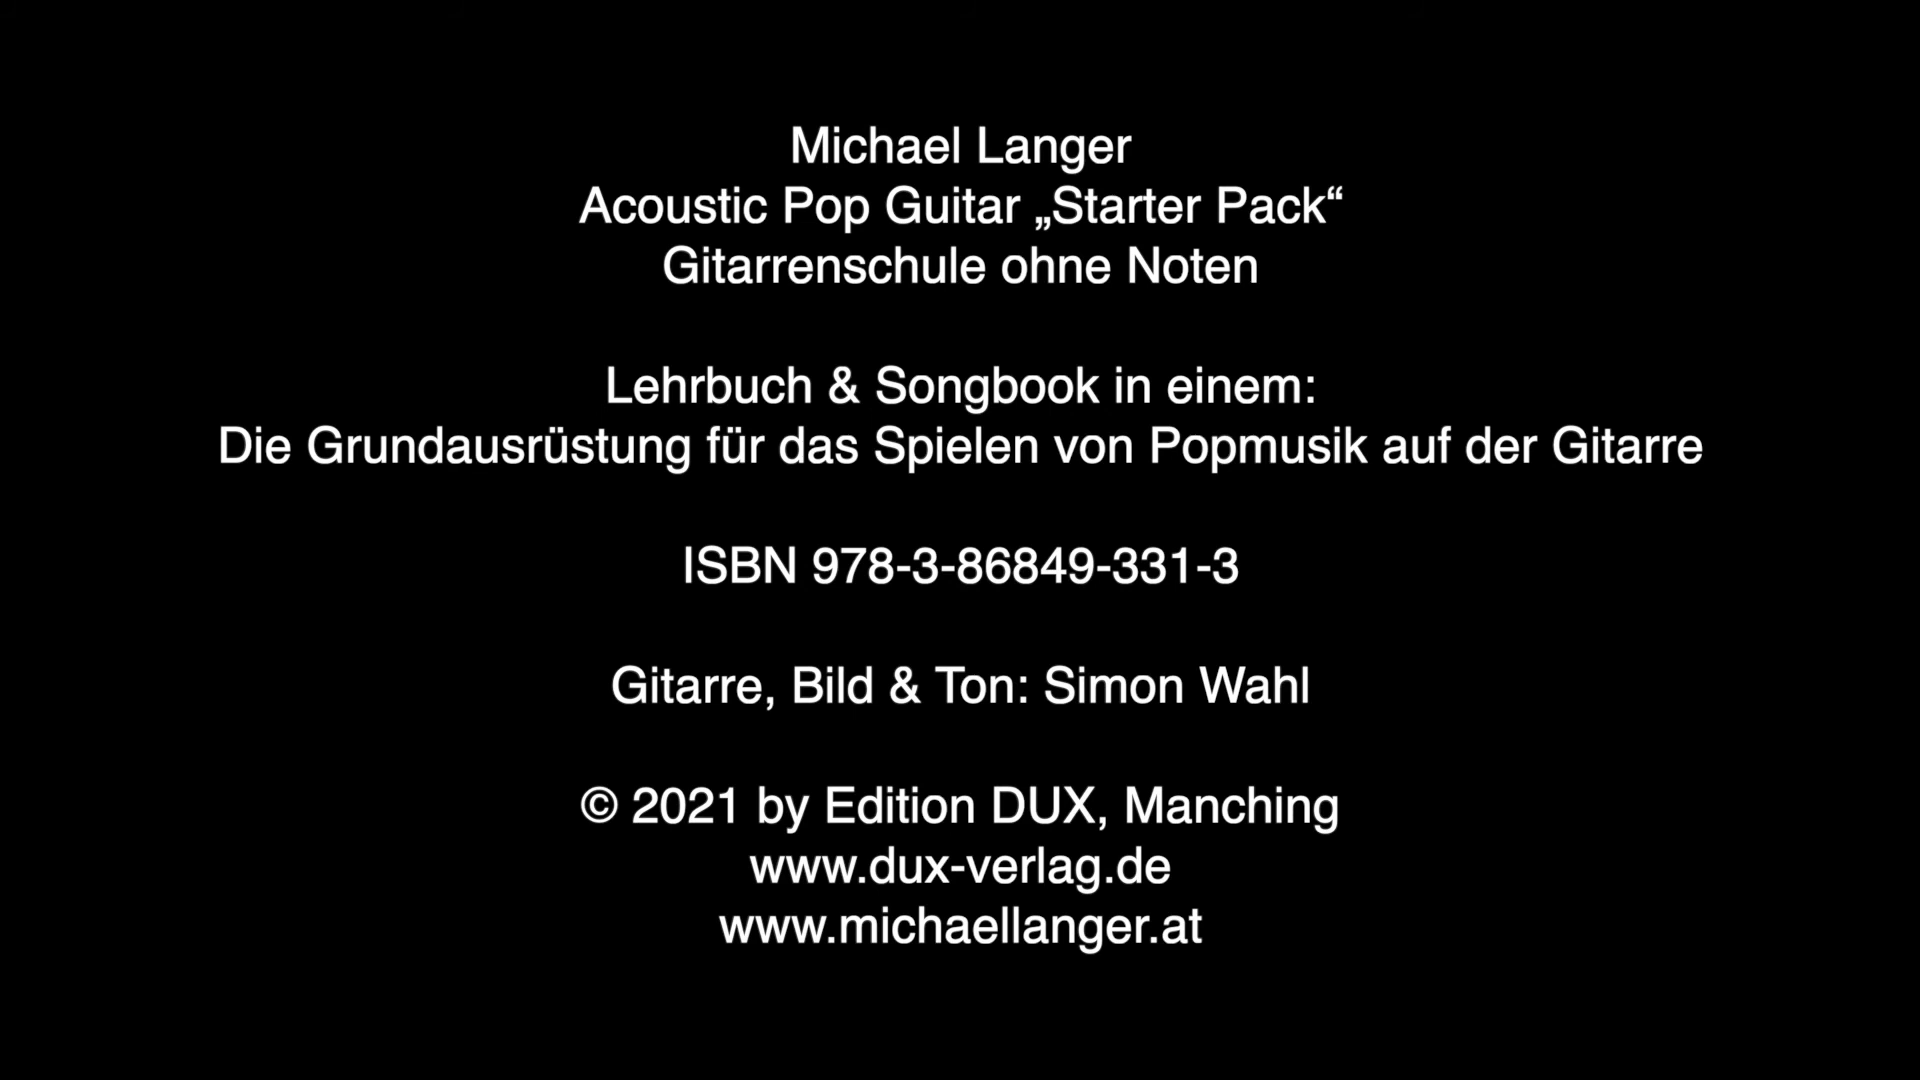 Michael Langer
Acoustic Pop Guitar „Starter Pack“
Gitarrenschule ohne Noten
Lehrbuch & Songbook in einem:
Die Grundausrüstung für das Spielen von Popmusik auf der Gitarre
ISBN 978-3-86849-331-3
Gitarre, Bild & Ton: Simon Wahl
© 2021 by Edition DUX, Manching
www.dux-verlag.de
www.michaellanger.at